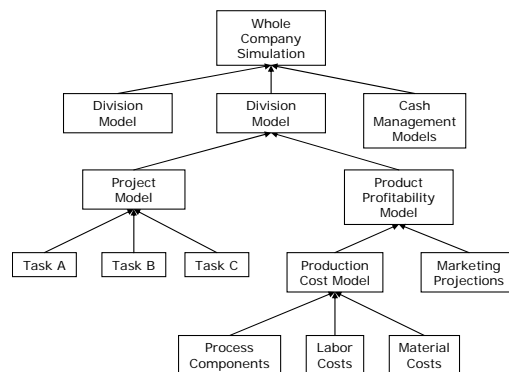 Whole
Company
Simulation
Division
Model
Division
Model
Cash
Management
Models
Project
Model
Product
Profitability
Model
Task A
Task B
Task C
Production
Cost Model
Marketing
Projections
Process
Components
Labor
Costs
Material
Costs